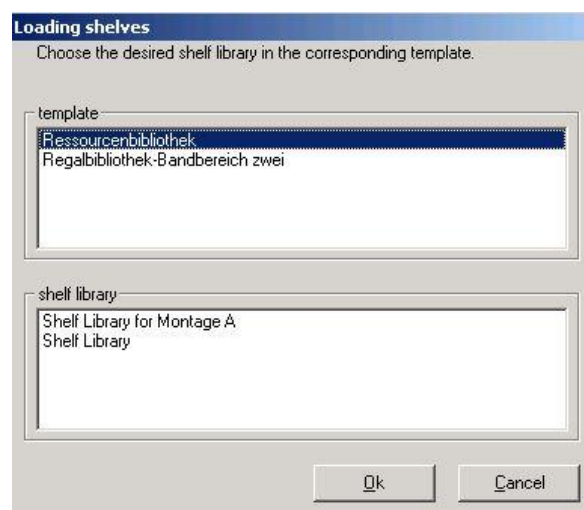 Loading shelves
Choose the desired shelf library in the corresponding template.
template
Ressourcenbibliothek
Regalbibliothek-Bandbereich zwei
shelf library
Shelf Library for Montage A
Shelf Library
Ok
Cancel